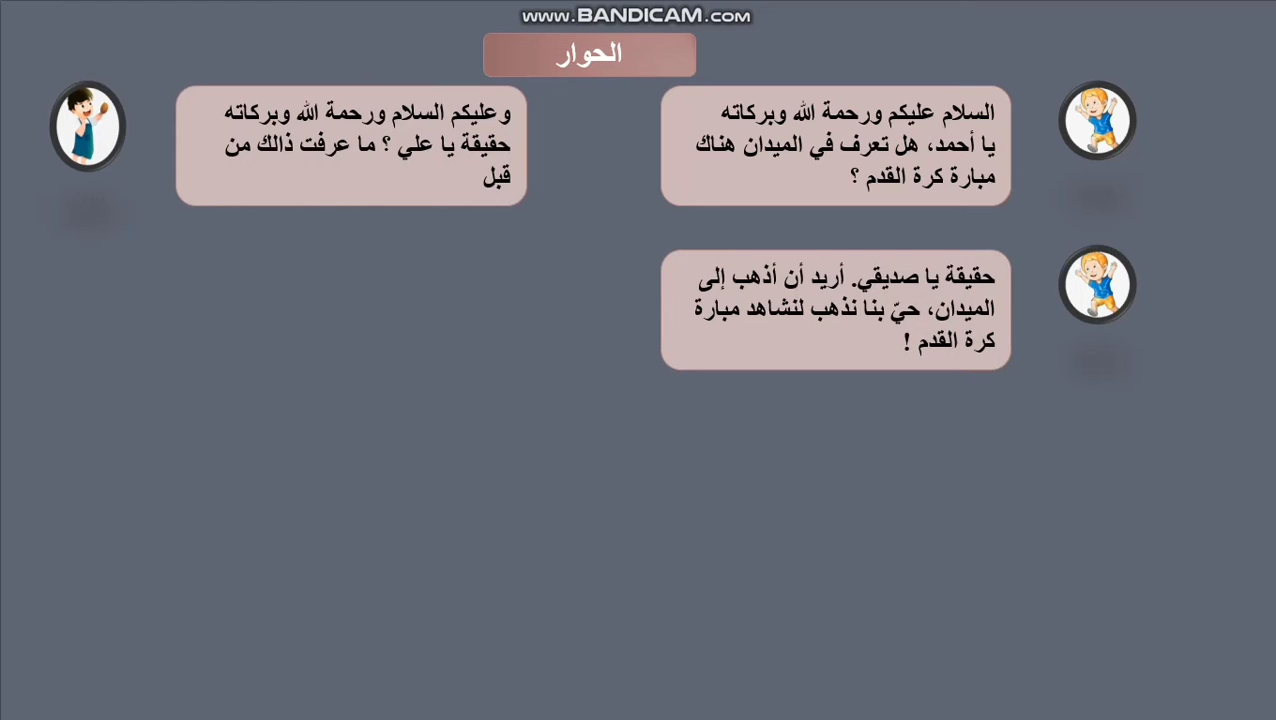 www.BANDICAM.com
الحوار
السلام عليكم ورحمة الله وبركاته
يا أحمد، هل تعرف في الميدان هناك
مبارة كرة القدم ؟
وعليكم السلام ورحمة الله وبركاته
حقيقة يا علي ؟ ما عرفت ذالك من
قبل
حقيقة يا صديقي. أريد أن أذهب إلى
الميدان، حيّ بنا نذهب لنشاهد مبارة
كرة القدم !